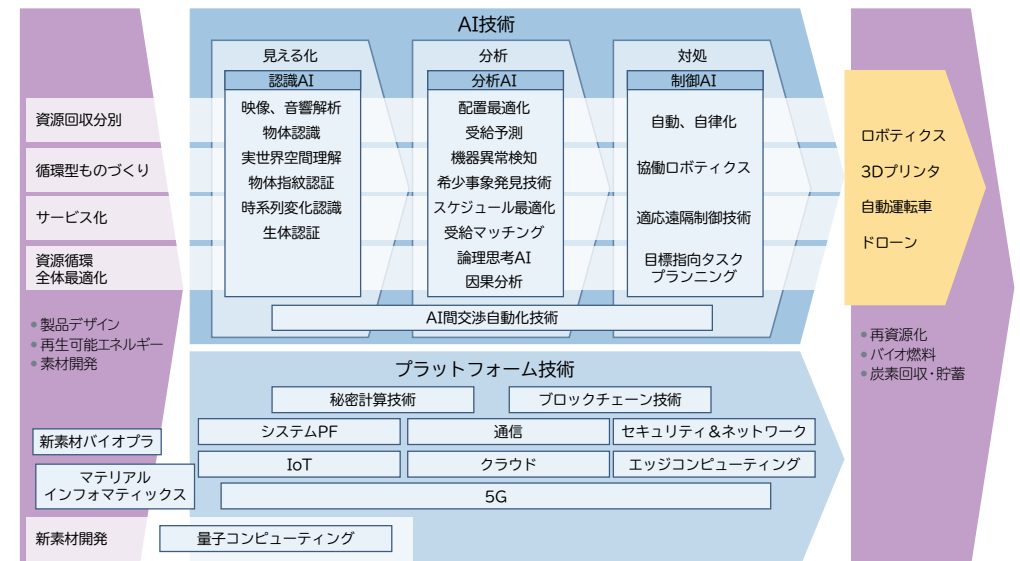 AI技術
見える化
分析
対処
認識AI
分析AI
制御AI
資源回収分別
循環型ものづくり
サービス化
資源循環
全体最適化
映像、音響解析
物体認識
実世界空間理解
物体指紋認証
時系列変化認識
生体認証
配置最適化
受給予測
機器異常検知
希少事象発見技術
スケジュール最適化
受給マッチング
論理思考AI
因果分析
自動、自律化
協働ロボティクス
適応遠隔制御技術
目標指向タスク
プランニング
AI間交渉自動化技術
ロボティクス
3Dプリンタ
自動運転車
ドローン
• 製品デザイン
• 再生可能エネルギー
• 素材開発
• 再資源化
• バイオ燃料
• 炭素回収・貯蓄
プラットフォーム技術
秘密計算技術
ブロックチェーン技術
システムPF
通信
セキュリティ&ネットワーク
IoT
クラウド
エッジコンピューティング
5G
新素材バイオプラ
マテリアル
インフォマティックス
新素材開発
量子コンピューティング